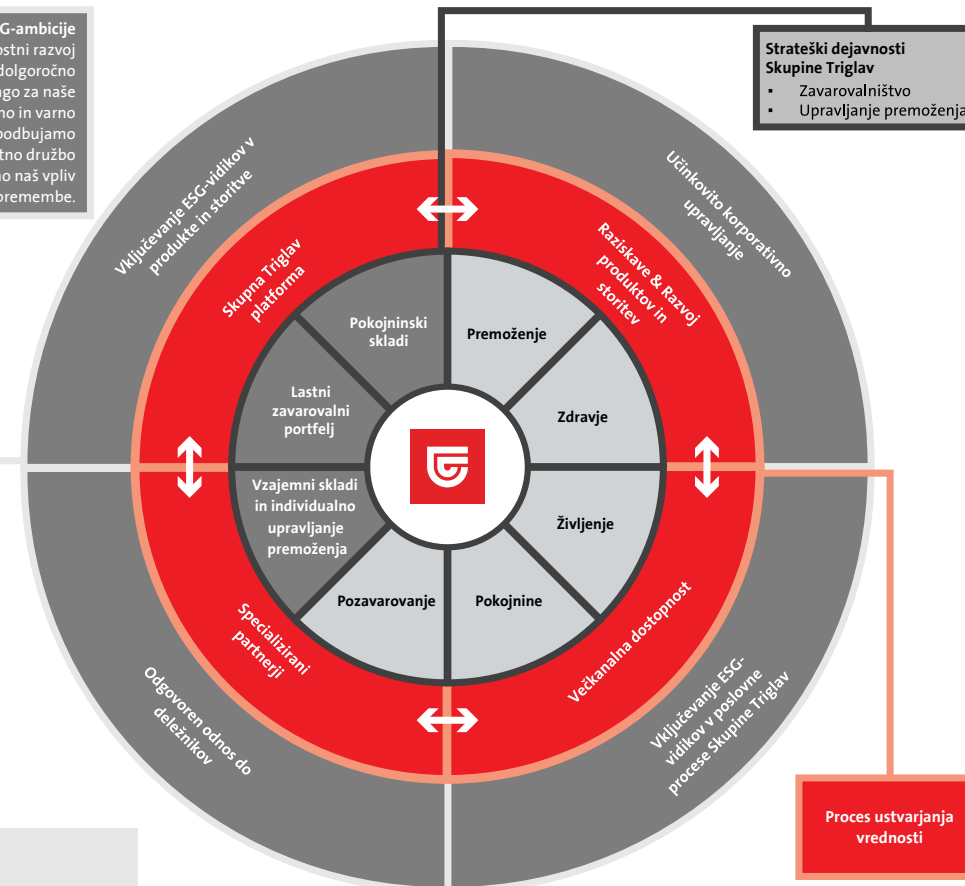 G-ambicije
ostni razvoj
dolgoročno
ago za naše
no in varno
podbujamo
tno družbo
no naš vpliv
premembe.
Strateški dejavnosti
Skupine Triglav
▪ Zavarovalništvo
▪ Upravljanje premoženja
Vključevanje ESG-vidikov v
produkte in storitve
Učinkovito korporativno
upravljanje
Skupna Triglav
platforma
Raziskave & Razvoj
produktov in
storitev
Pokojninski
skladi
Premoženje
Lastni
zavarovalni
portfelj
Zdravje
Vzajemni skladi
in individualno
upravljanje
premoženja
Življenje
Pozavarovanje
Pokojnine
Specializirani
partnerji
Večkanalna dostopnost
Odgovoren odnos do
deležnikov
Vključevanje ESG-
vidikov v poslovne
procese Skupine Triglav
Proces ustvarjanja
vrednosti